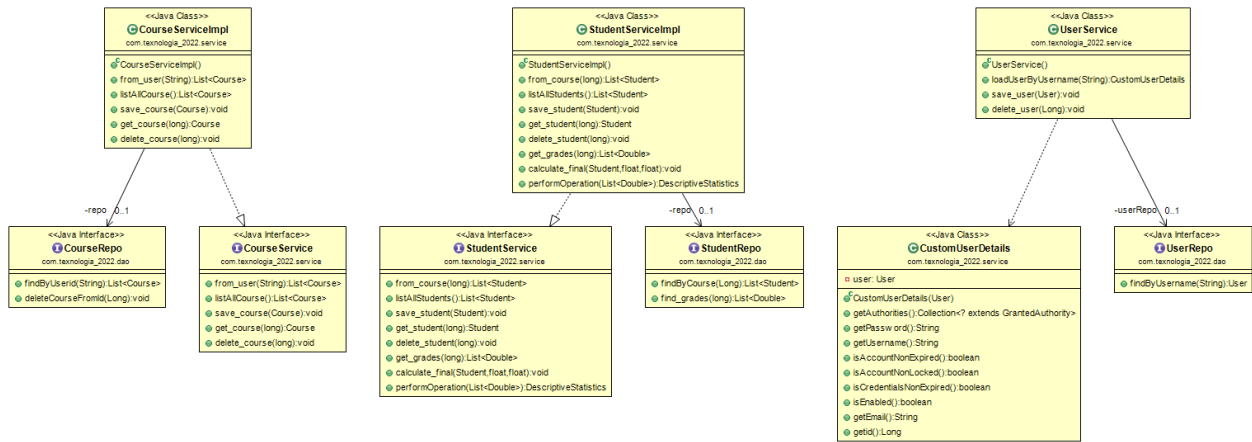 <<Java Class>>
CourseServiceImpl
com.texnologia_2022.service
CourseServiceImpl()
from_user(String):List<Course>
listAllCourse():List<Course>
save_course(Course):void
get_course(long):Course
delete_course(long):void
<<Java Class>>
StudentServiceImpl
com.texnologia_2022.service
StudentServiceImpl()
from_course(long):List<Student>
listAllStudents():List<Student>
save_student(Student):void
get_student(long):Student
delete_student(long):void
get_grades(long):List<Double>
calculate_final(Student,float,float):void
performOperation(List<Double>):DescriptiveStatistics
<<Java Class>>
UserService
com.texnologia_2022.service
UserService()
loadUserByUsername(String):CustomUserDetails
save_user(User):void
delete_user(Long):void
-repo 0..1
-repo 0..1
-userRepo 0..1
<<Java Interface>>
CourseRepo
com.texnologia_2022.dao
findByUserid(String):List<Course>
deleteCourseFromId(Long):void
<<Java Interface>>
CourseService
com.texnologia_2022.service
from_user(String):List<Course>
listAllCourse():List<Course>
save_course(Course):void
get_course(long):Course
delete_course(long):void
<<Java Interface>>
StudentService
com.texnologia_2022.service
from_course(long):List<Student>
listAllStudents():List<Student>
save_student(Student):void
get_student(long):Student
delete_student(long):void
get_grades(long):List<Double>
calculate_final(Student,float,float):void
performOperation(List<Double>):DescriptiveStatistics
<<Java Interface>>
StudentRepo
com.texnologia_2022.dao
findByCourse(Long):List<Student>
find_grades(long):List<Double>
<<Java Class>>
CustomUserDetails
com.texnologia_2022.service
user: User
CustomUserDetails(User)
getAuthorities():Collection<? extends GrantedAuthority>
getPassword():String
getUsername():String
isAccountNonExpired():boolean
isAccountNonLocked():boolean
isCredentialsNonExpired():boolean
isEnabled():boolean
getEmail():String
getid():Long
<<Java Interface>>
UserRepo
com.texnologia_2022.dao
findByUsername(String):User